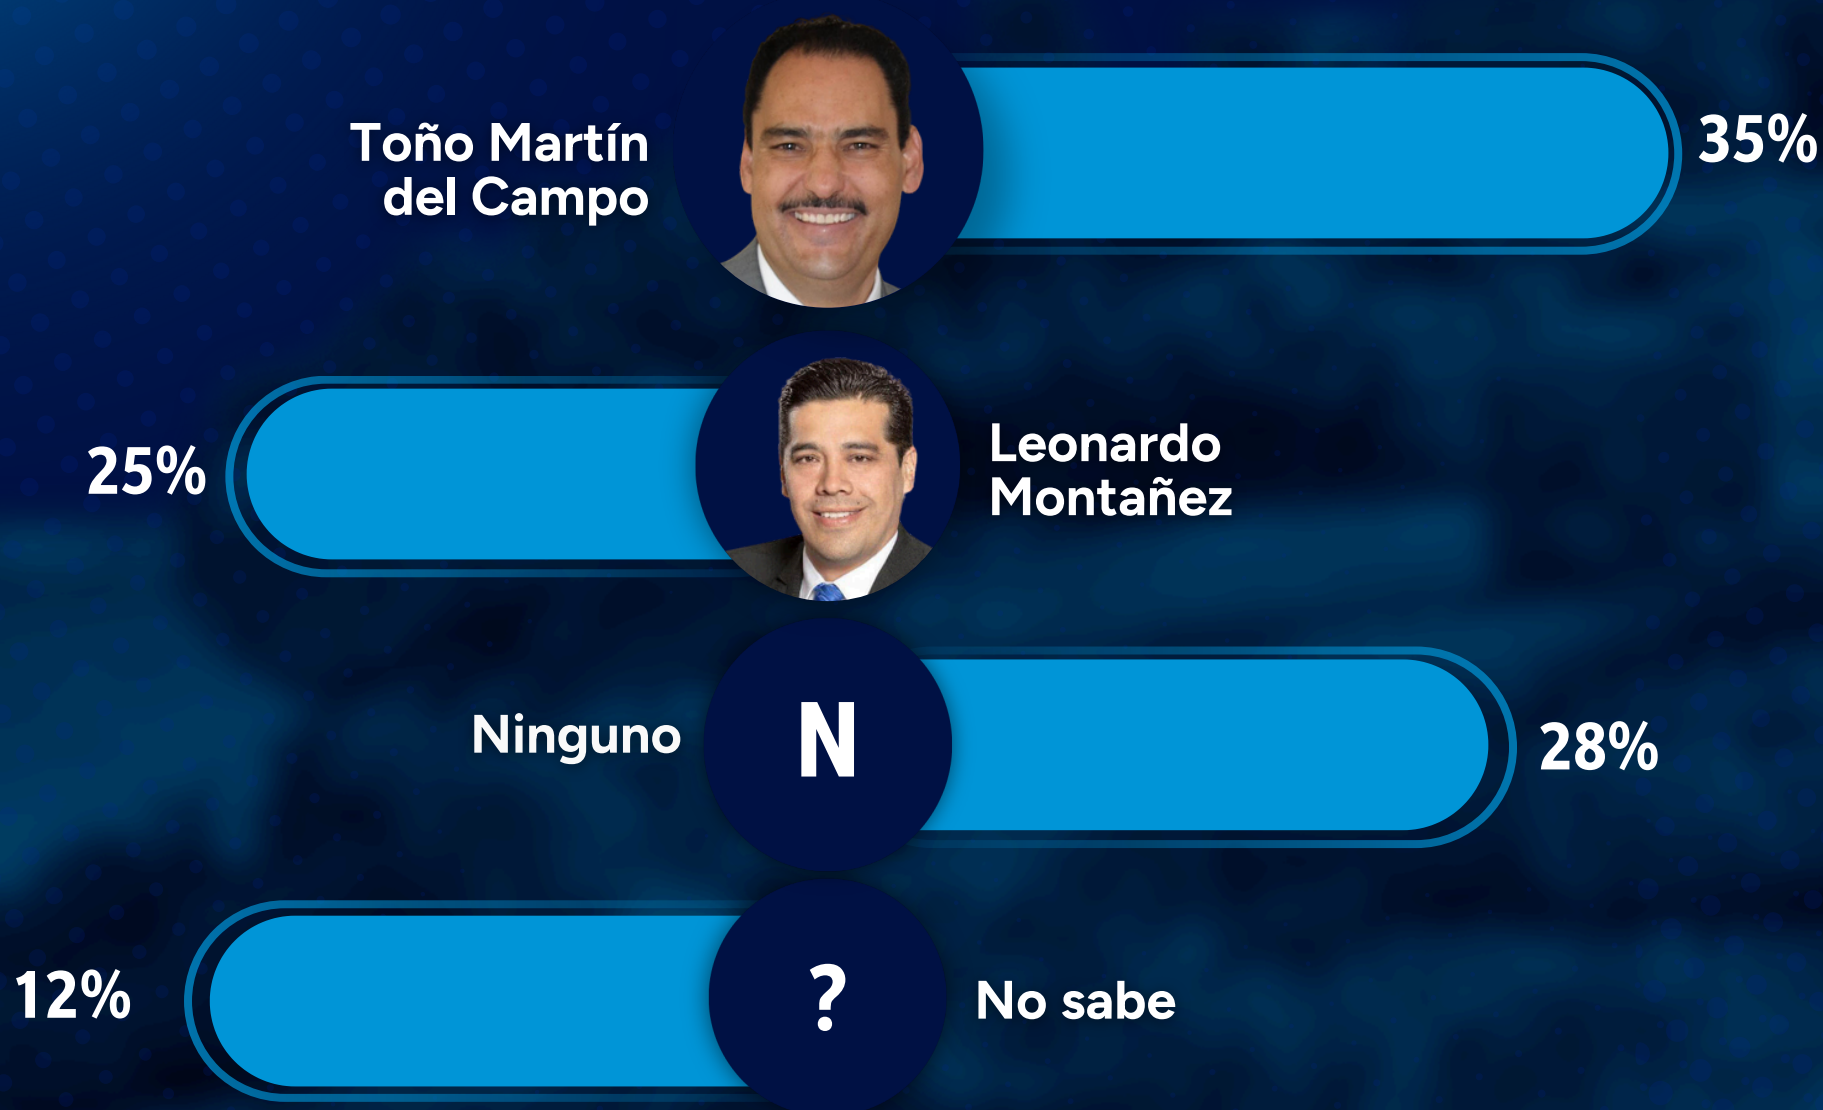 Toño Martín
del Campo
35%
25%
Leonardo
Montañez
Ninguno
N
28%
12%
?
No sabe